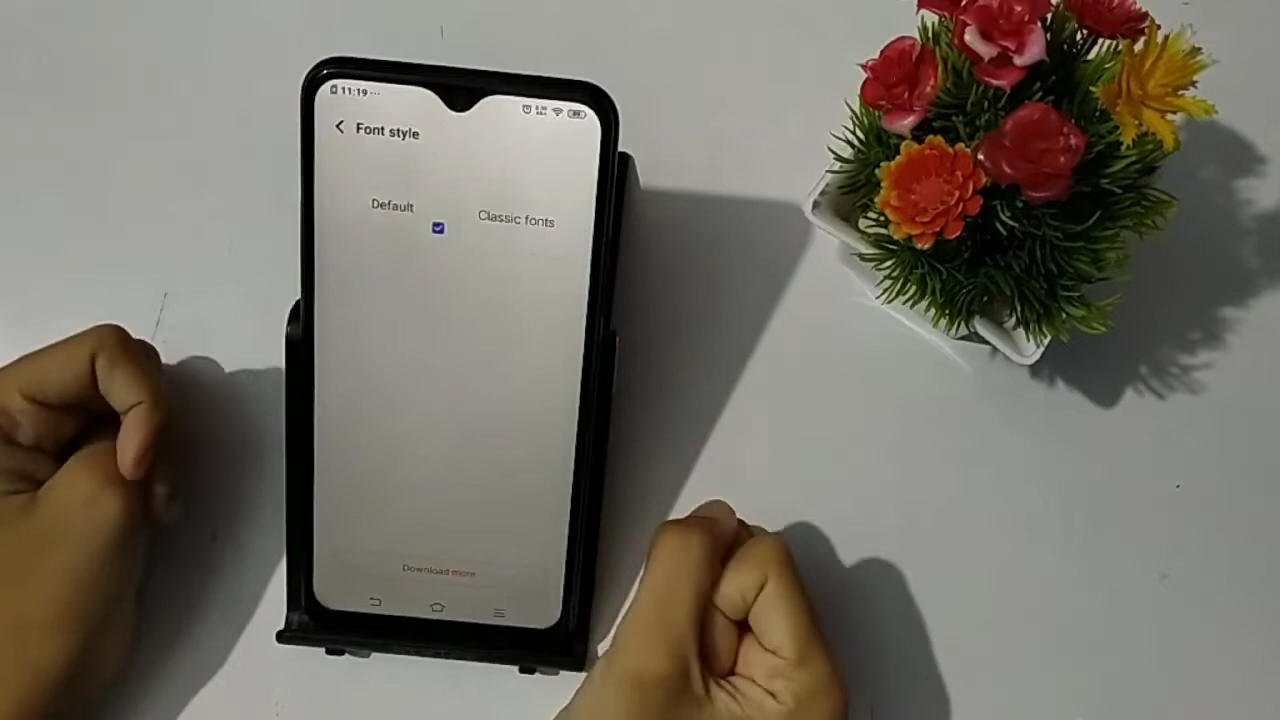 11:19 ...
Font style
Default
Classic fonts
Download more